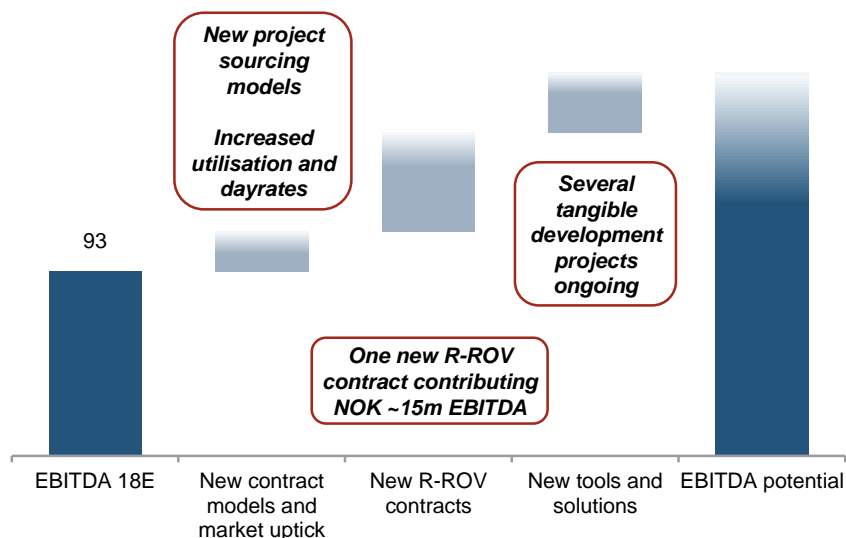 New project
sourcing
models
Increased
utilisation and
dayrates
Several
tangible
development
projects
ongoing
93
One new R-ROV
contract contributing
NOK ~15m EBITDA
EBITDA 18E
New contract
models and
market uptick
New R-ROV
contracts
New tools and
solutions
EBITDA potential